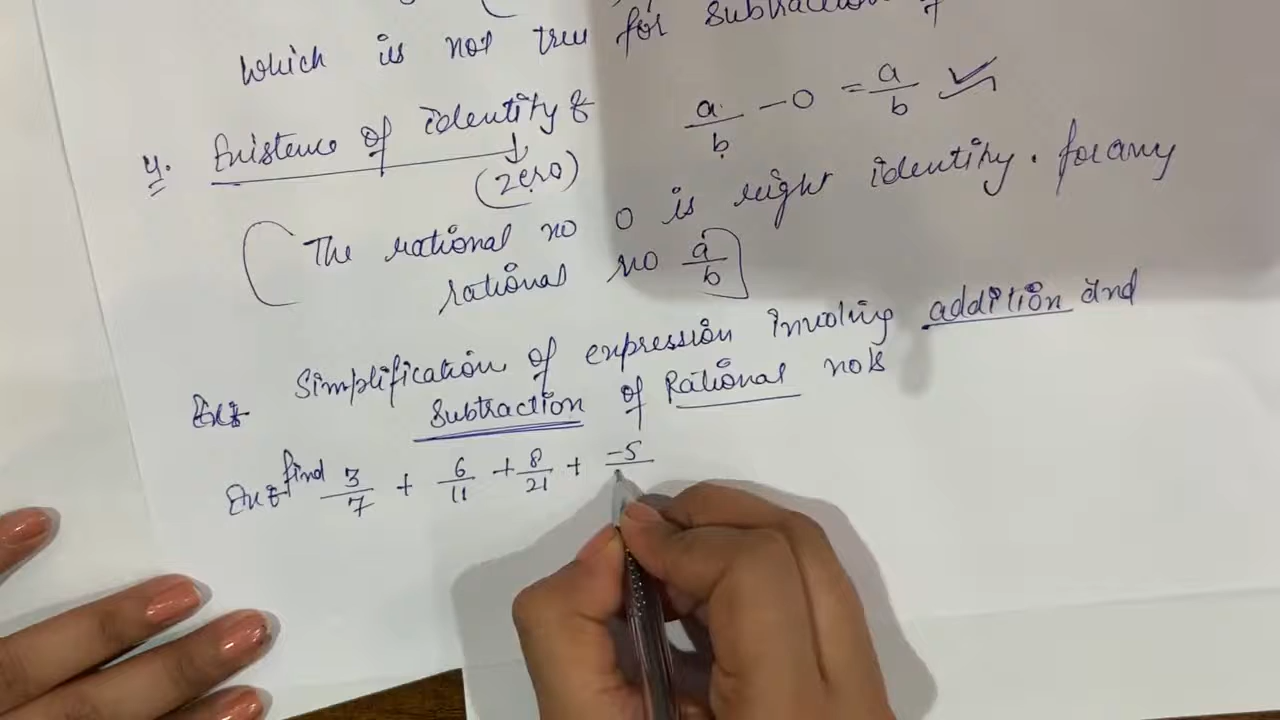 Which is not true for subtraction
4. Existence of identity :
(zero)
a/b - 0 = a/b
The rational no 0 is right identity. for any
rational no a/b
Ex: Simplification of expression involving addition and
Subtraction of Rational no's
Ex: find 3/7 + 6/11 + 8/21 + -5/